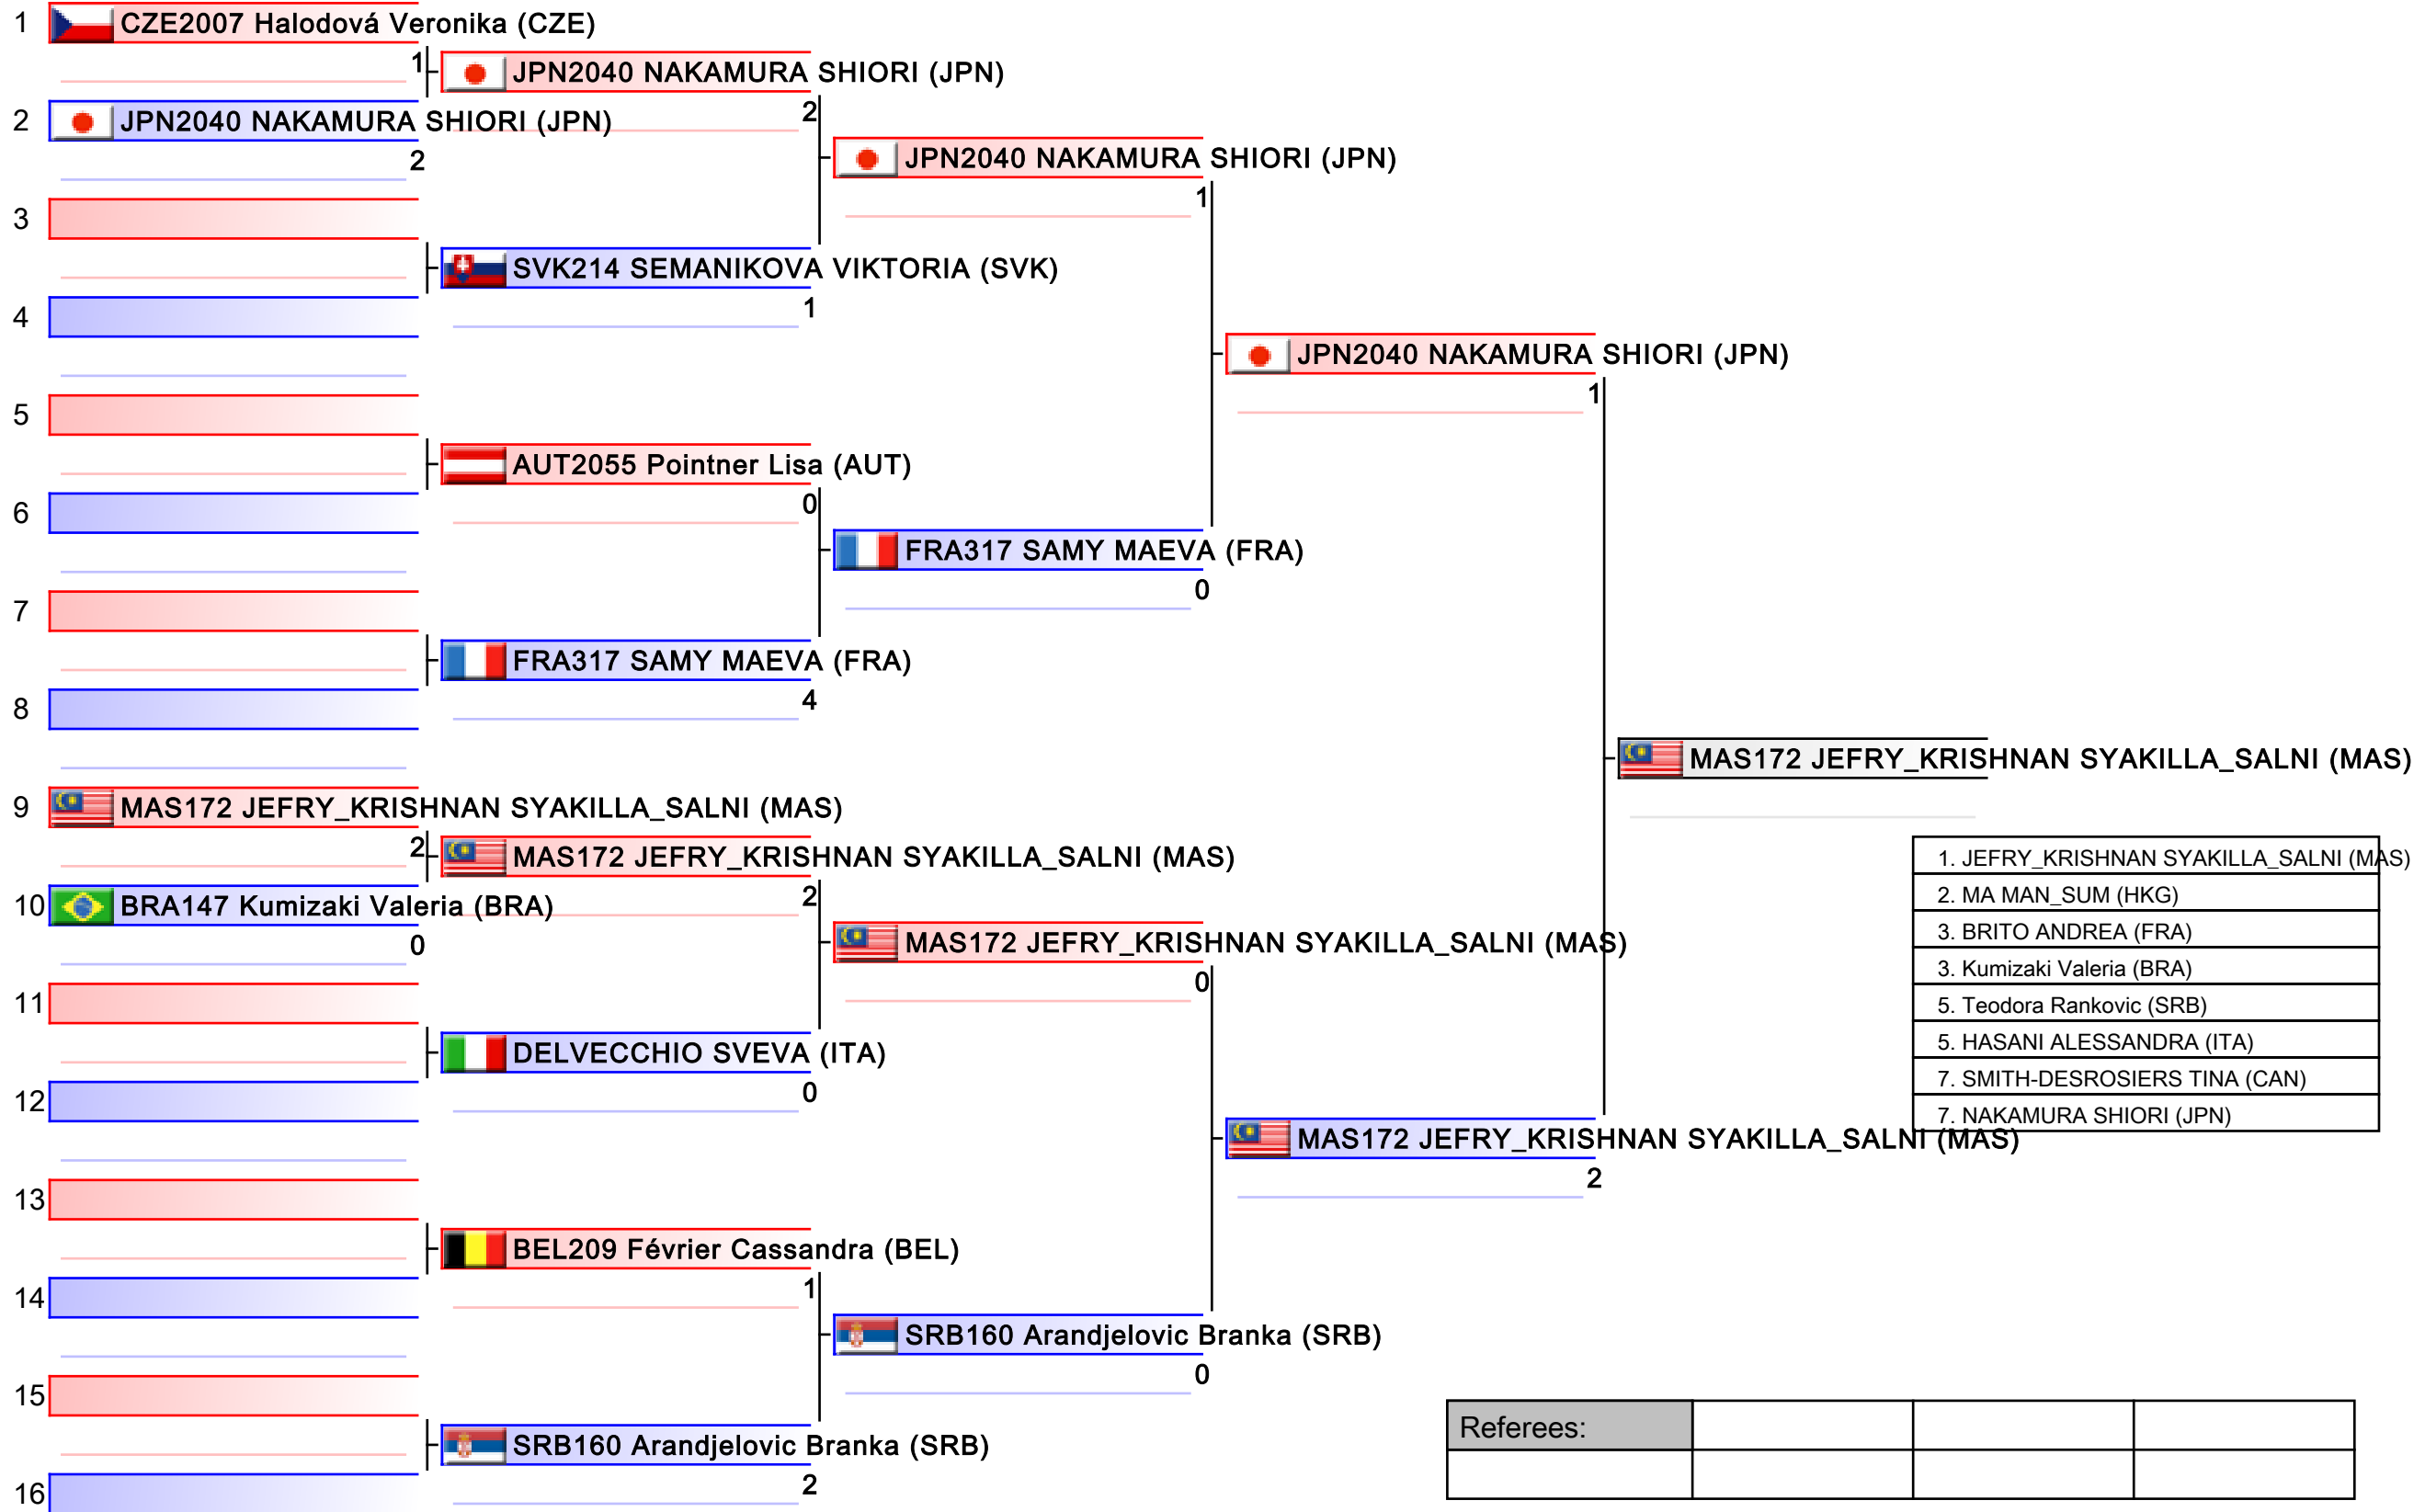 1 CZE2007 Halodová Veronika (CZE)
1 JPN2040 NAKAMURA SHIORI (JPN)
2 JPN2040 NAKAMURA SHIORI (JPN)
2
2
JPN2040 NAKAMURA SHIORI (JPN)
1
3
SVK214 SEMANIKOVA VIKTORIA (SVK)
1
4
JPN2040 NAKAMURA SHIORI (JPN)
1
5
AUT2055 Pointner Lisa (AUT)
0
6
FRA317 SAMY MAEVA (FRA)
0
7
FRA317 SAMY MAEVA (FRA)
4
8
MAS172 JEFRY_KRISHNAN SYAKILLA_SALNI (MAS)
9 MAS172 JEFRY_KRISHNAN SYAKILLA_SALNI (MAS)
2 MAS172 JEFRY_KRISHNAN SYAKILLA_SALNI (MAS)
2
10 BRA147 Kumizaki Valeria (BRA)
0
MAS172 JEFRY_KRISHNAN SYAKILLA_SALNI (MAS)
0
11
DELVECCHIO SVEVA (ITA)
0
12
MAS172 JEFRY_KRISHNAN SYAKILLA_SALNI (MAS)
2
13
BEL209 Février Cassandra (BEL)
1
14
SRB160 Arandjelovic Branka (SRB)
0
15
SRB160 Arandjelovic Branka (SRB)
2
16
1. JEFRY_KRISHNAN SYAKILLA_SALNI (MAS)
2. MA MAN_SUM (HKG)
3. BRITO ANDREA (FRA)
3. Kumizaki Valeria (BRA)
5. Teodora Rankovic (SRB)
5. HASANI ALESSANDRA (ITA)
7. SMITH-DESROSIERS TINA (CAN)
7. NAKAMURA SHIORI (JPN)
Referees: